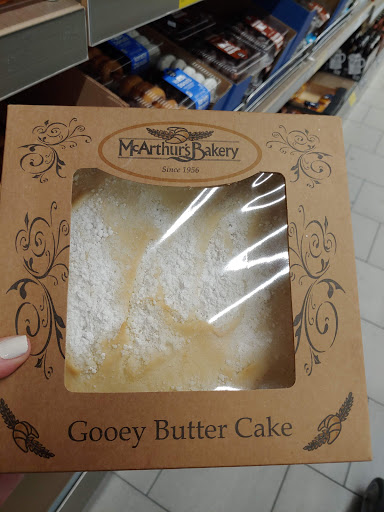 McArthur's Bakery
Since 1956
Gooey Butter Cake